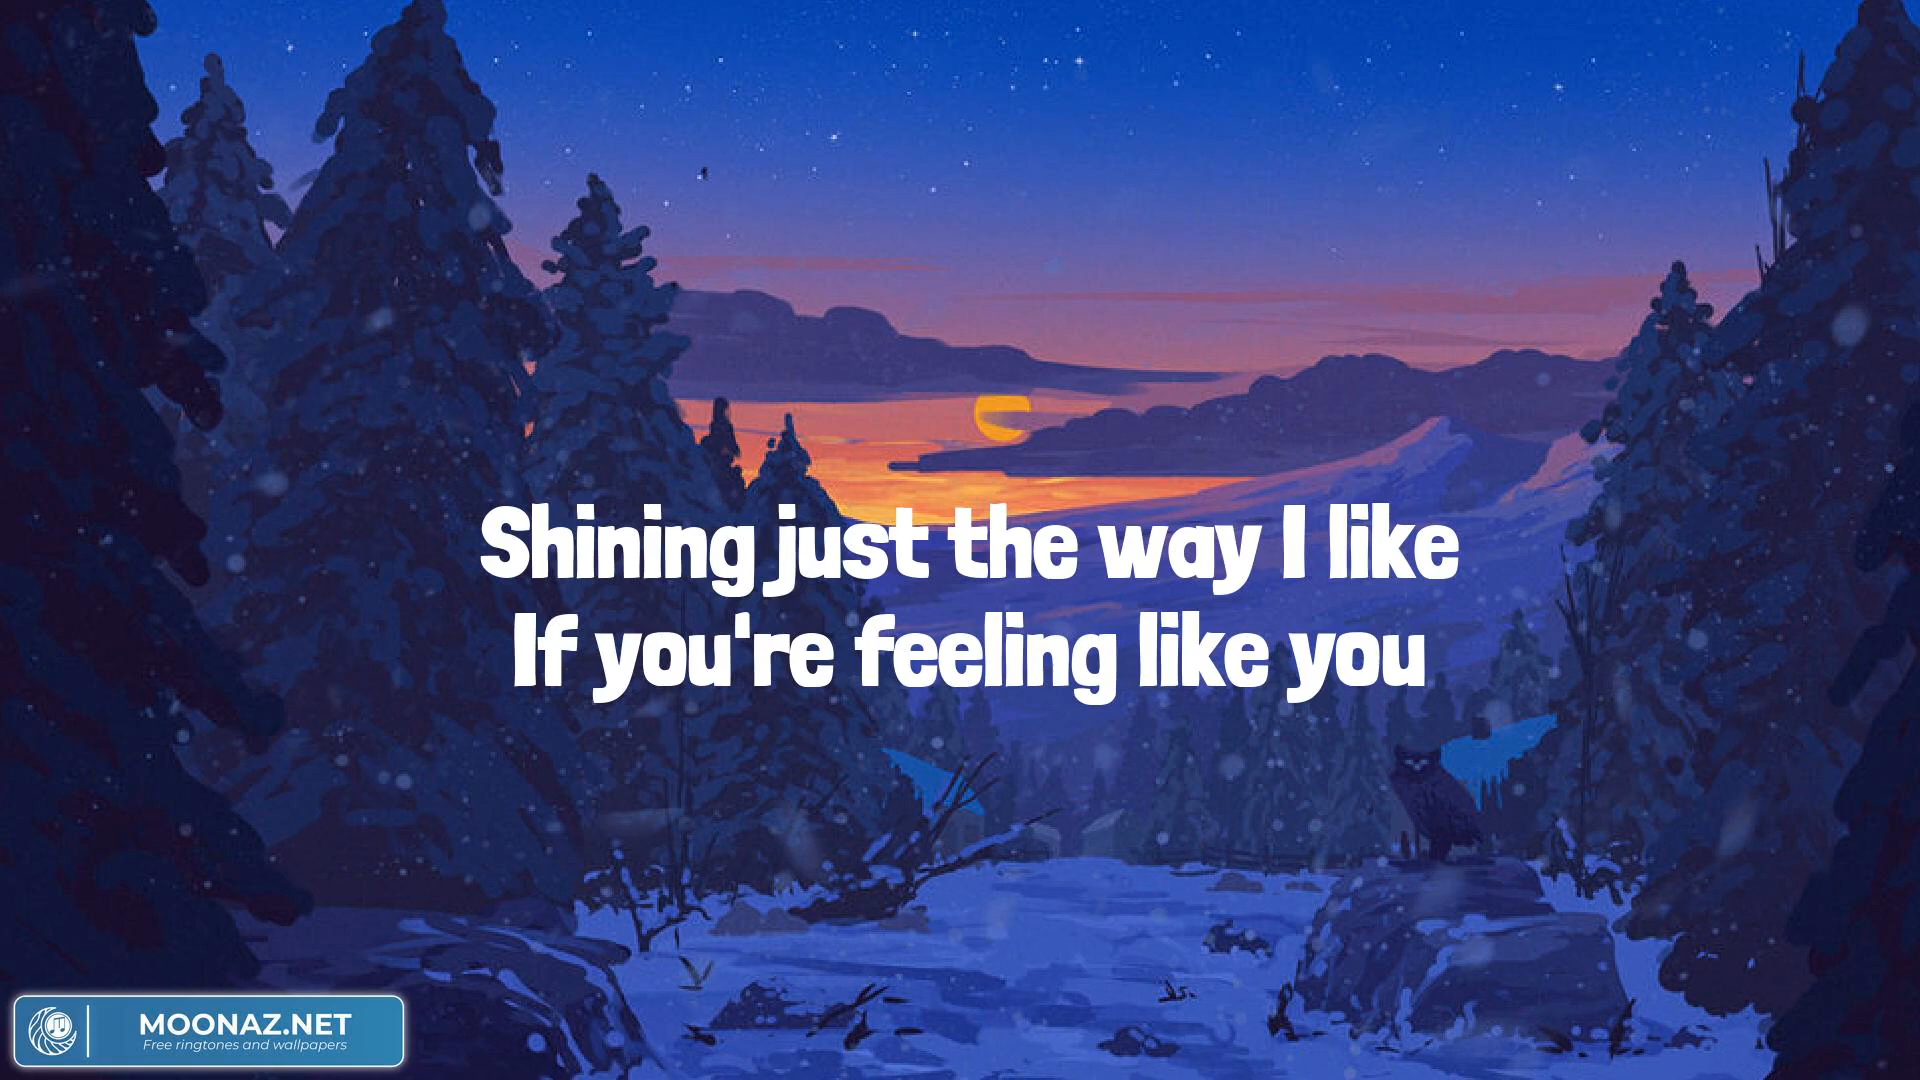 Shining just the way I like
If you're feeling like you
MOONAZ.NET
Free ringtones and wallpapers